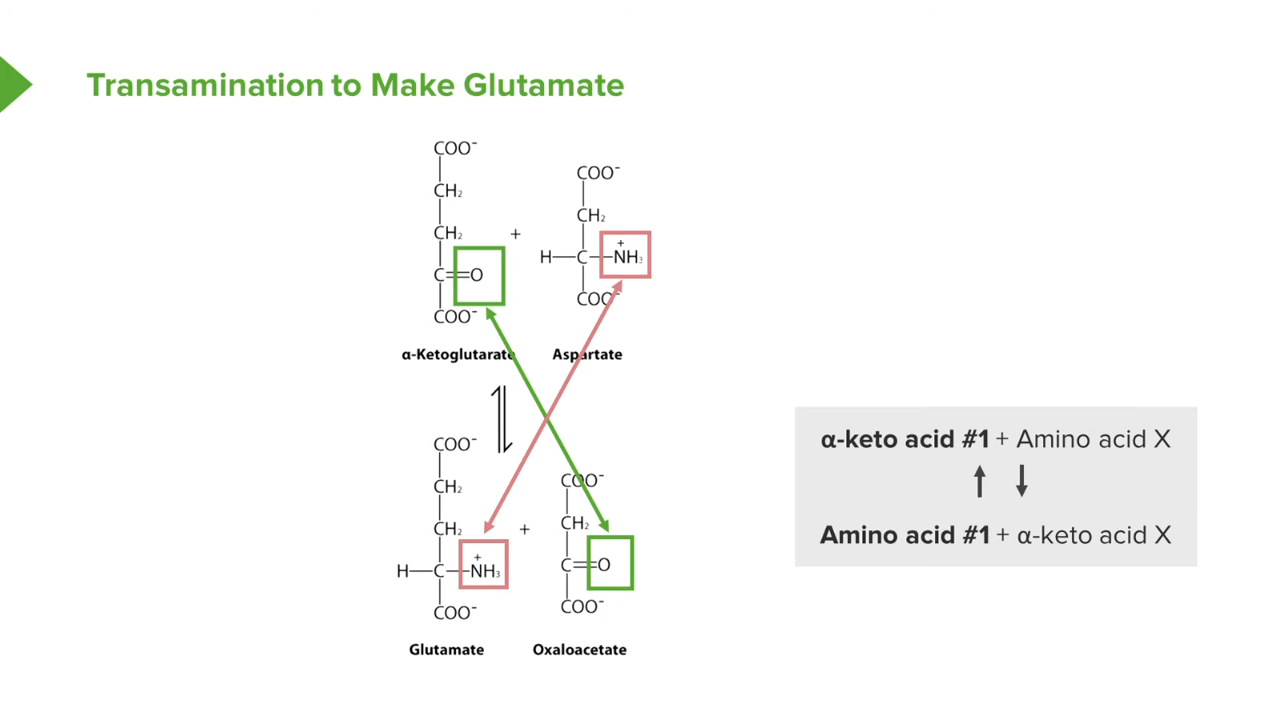 Transamination to Make Glutamate
COO⁻
CH₂
CH₂
C=O
COO⁻
α-Ketoglutarate
+
COO⁻
CH₂
H—C—NH₃
+
COO⁻
Aspartate
COO⁻
CH₂
CH₂
H—C—NH₃
+
COO⁻
Glutamate
+
COO⁻
CH₂
C=O
COO⁻
Oxaloacetate
α-keto acid #1 + Amino acid X
Amino acid #1 + α-keto acid X